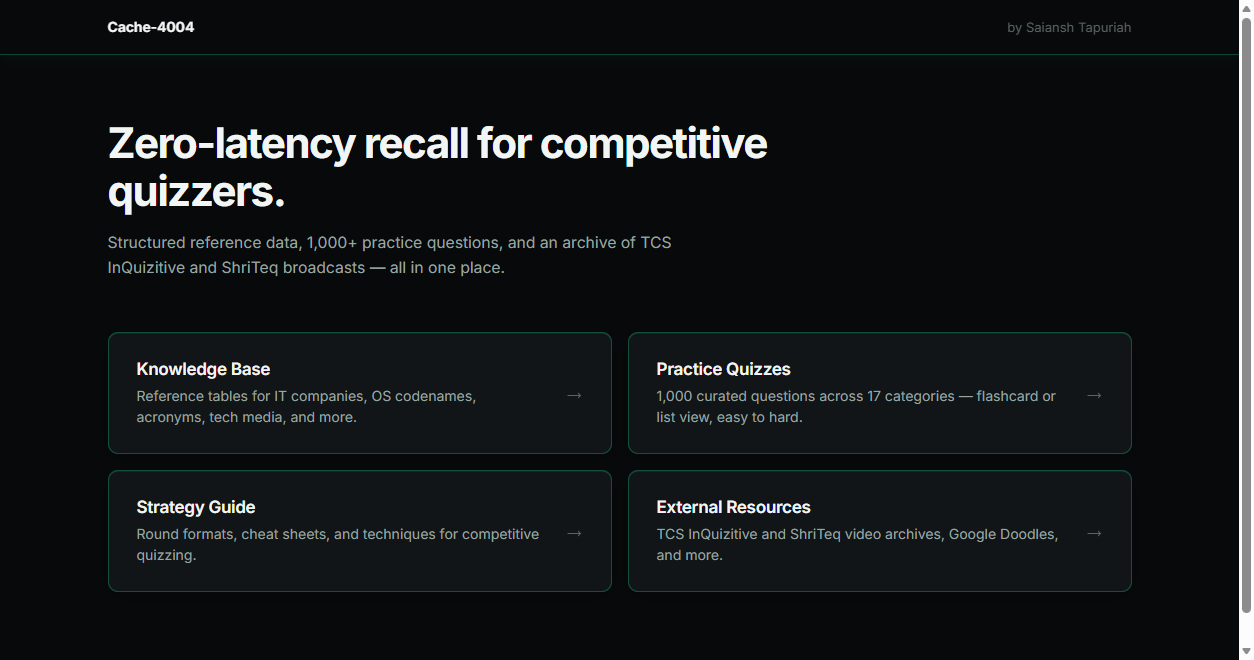 Cache-4004
by Saiansh Tapuriah
Zero-latency recall for competitive
quizzers.
Structured reference data, 1,000+ practice questions, and an archive of TCS
InQuizitive and ShriTeq broadcasts — all in one place.
Knowledge Base
Reference tables for IT companies, OS codenames,
acronyms, tech media, and more.
→
Practice Quizzes
1,000 curated questions across 17 categories — flashcard or
list view, easy to hard.
→
Strategy Guide
Round formats, cheat sheets, and techniques for competitive
quizzing.
→
External Resources
TCS InQuizitive and ShriTeq video archives, Google Doodles,
and more.
→